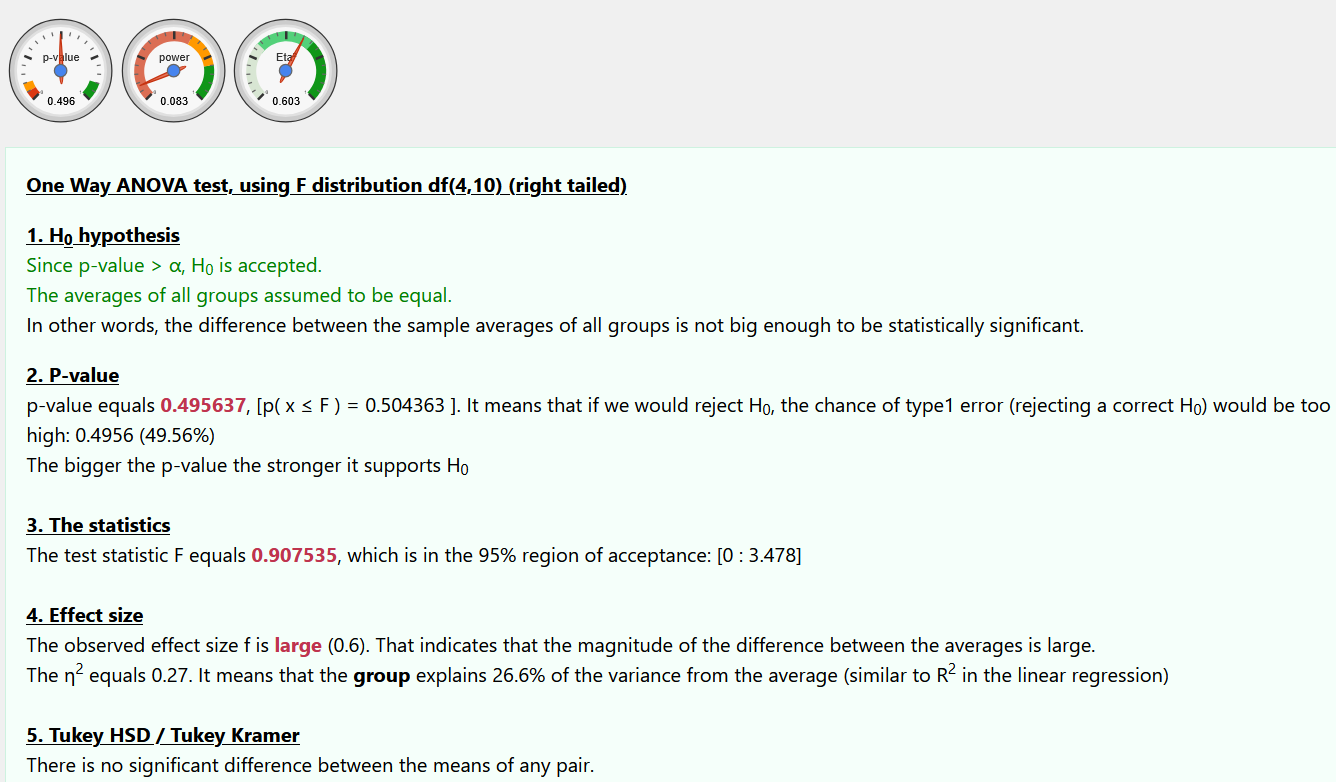 p-value power Eta
0.496 0.083 0.603
One Way ANOVA test, using F distribution df(4,10) (right tailed)
1. H₀ hypothesis
Since p-value > α, H₀ is accepted.
The averages of all groups assumed to be equal.
In other words, the difference between the sample averages of all groups is not big enough to be statistically significant.
2. P-value
p-value equals 0.495637, [p( x ≤ F ) = 0.504363 ]. It means that if we would reject H₀, the chance of type1 error (rejecting a correct H₀) would be too
high: 0.4956 (49.56%)
The bigger the p-value the stronger it supports H₀
3. The statistics
The test statistic F equals 0.907535, which is in the 95% region of acceptance: [0 : 3.478]
4. Effect size
The observed effect size f is large (0.6). That indicates that the magnitude of the difference between the averages is large.
The η² equals 0.27. It means that the group explains 26.6% of the variance from the average (similar to R² in the linear regression)
5. Tukey HSD / Tukey Kramer
There is no significant difference between the means of any pair.